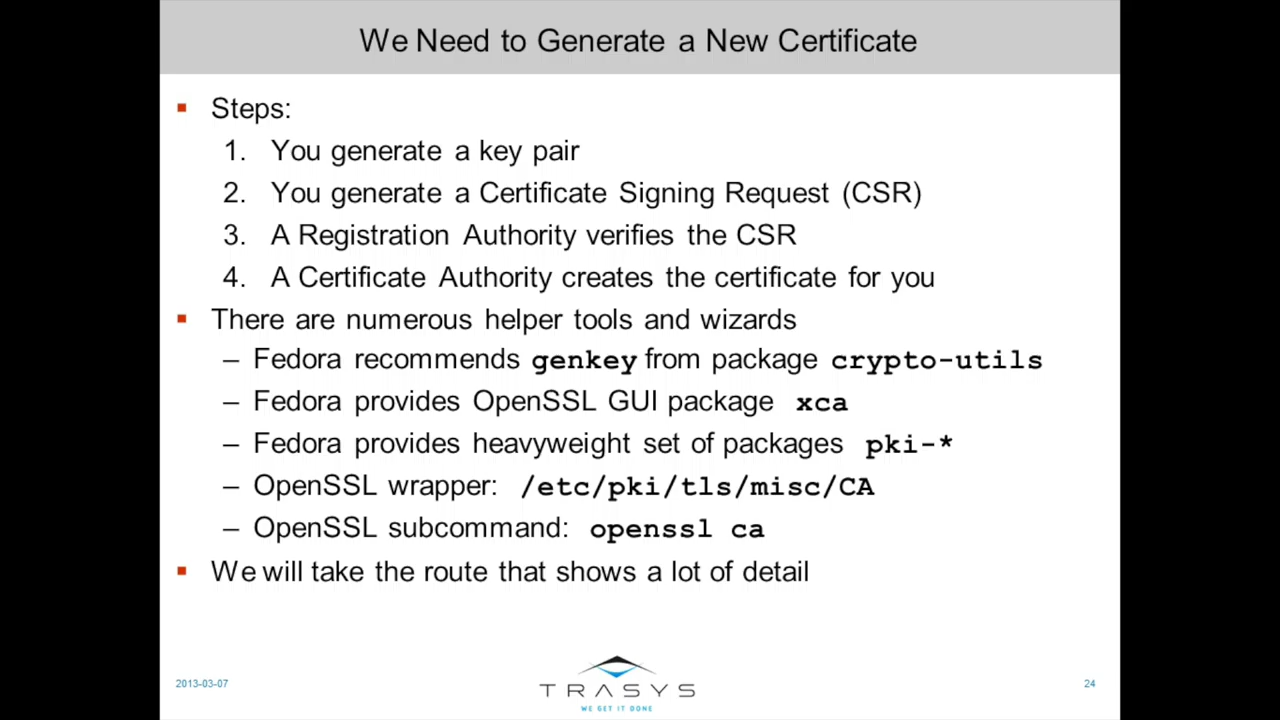 We Need to Generate a New Certificate
▪ Steps:
1. You generate a key pair
2. You generate a Certificate Signing Request (CSR)
3. A Registration Authority verifies the CSR
4. A Certificate Authority creates the certificate for you
▪ There are numerous helper tools and wizards
– Fedora recommends genkey from package crypto-utils
– Fedora provides OpenSSL GUI package xca
– Fedora provides heavyweight set of packages pki-*
– OpenSSL wrapper: /etc/pki/tls/misc/CA
– OpenSSL subcommand: openssl ca
▪ We will take the route that shows a lot of detail
2013-03-07
TRASYS
WE GET IT DONE
24